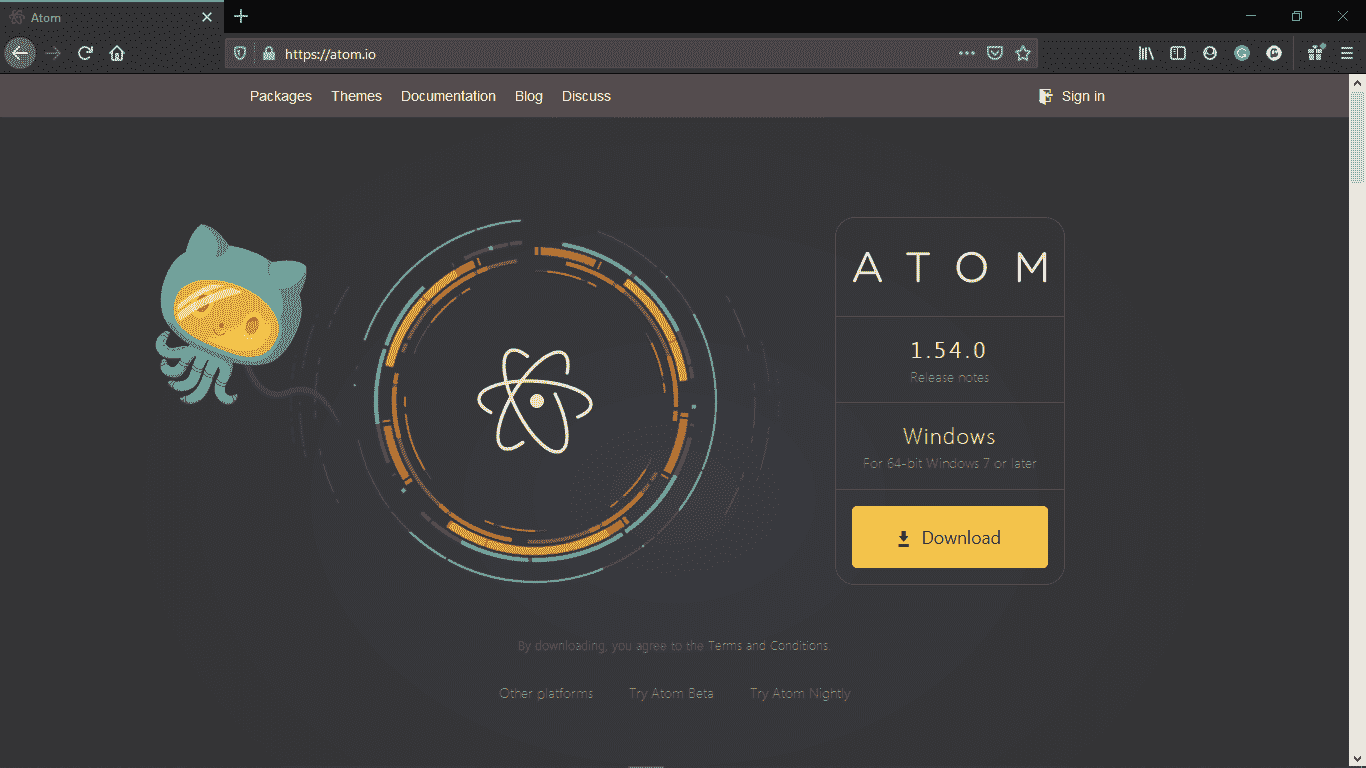 Atom
https://atom.io
Packages Themes Documentation Blog Discuss Sign in
ATOM
1.54.0
Release notes
Windows
For 64-bit Windows 7 or later
Download
By downloading, you agree to the Terms and Conditions.
Other platforms Try Atom Beta Try Atom Nightly